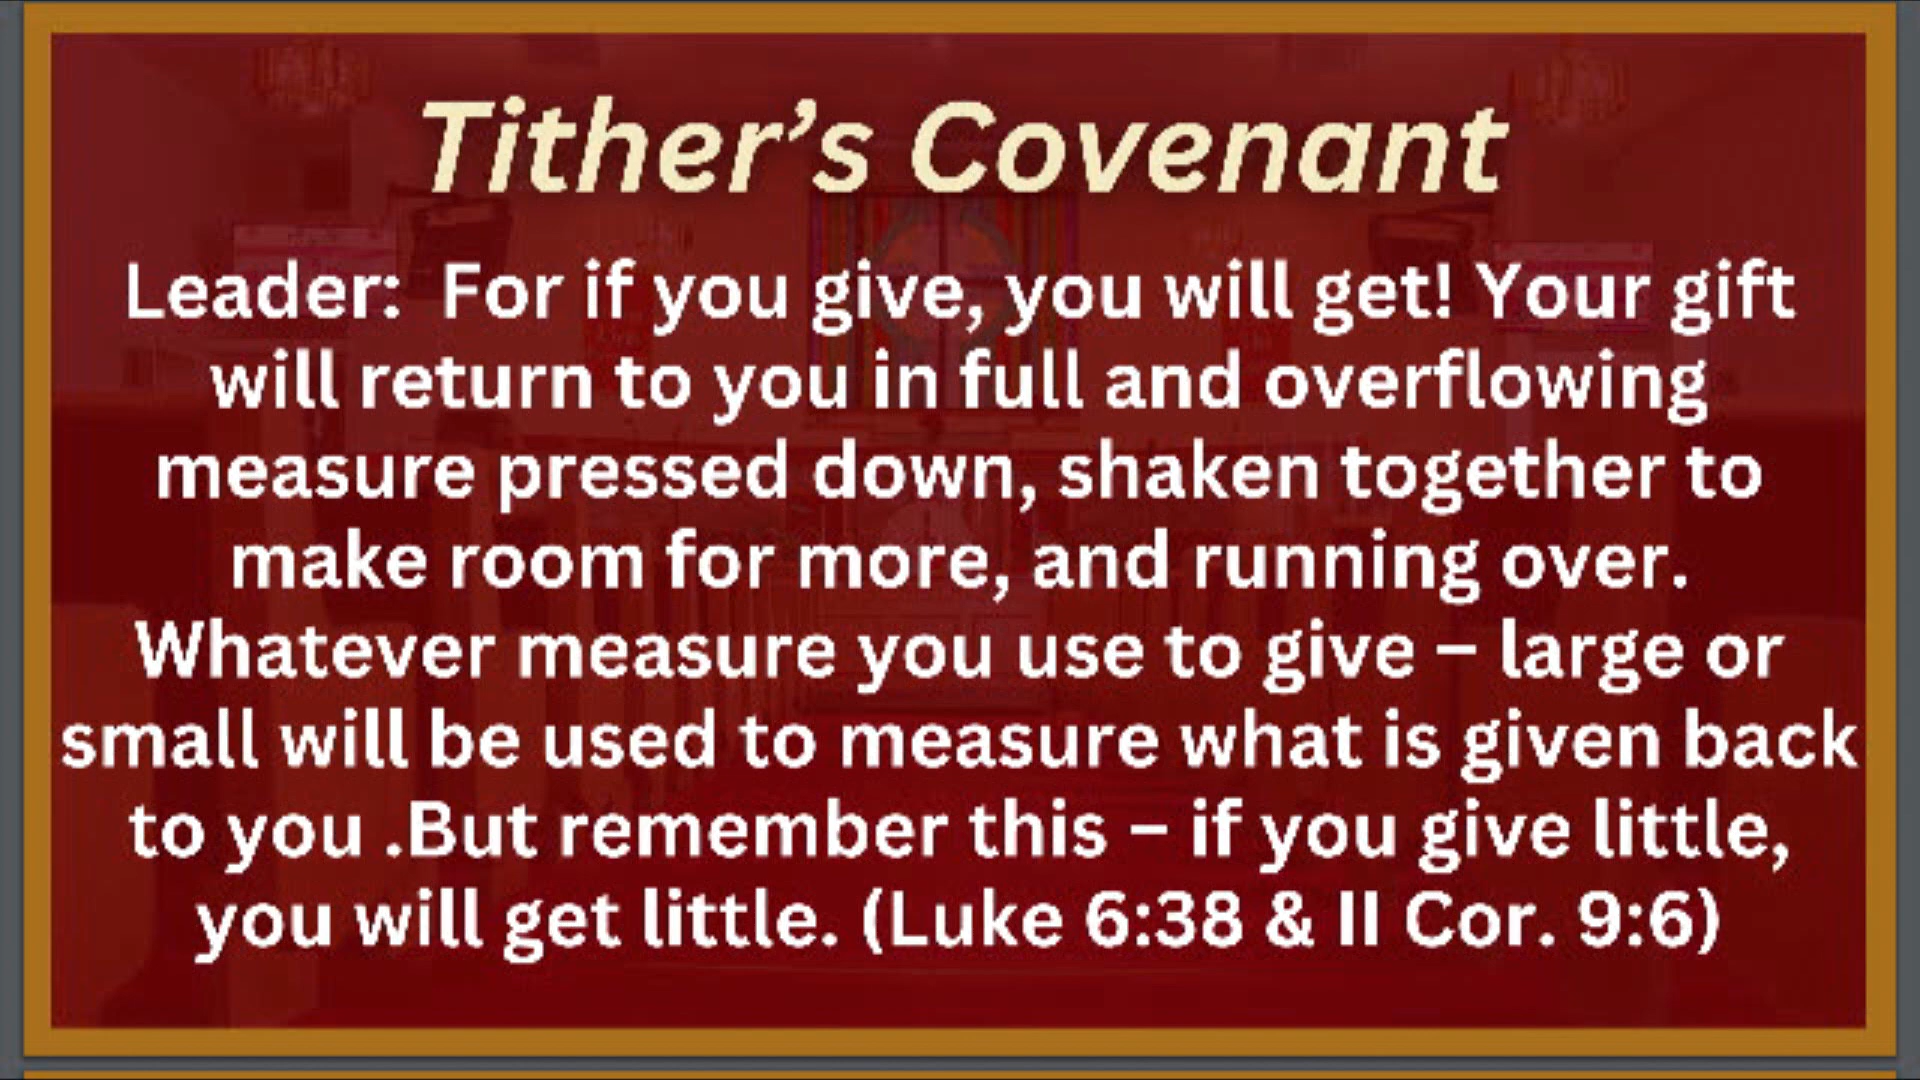 Tither’s Covenant
Leader:  For if you give, you will get! Your gift
will return to you in full and overflowing
measure pressed down, shaken together to
make room for more, and running over.
Whatever measure you use to give – large or
small will be used to measure what is given back
to you .But remember this – if you give little,
you will get little. (Luke 6:38 & II Cor. 9:6)